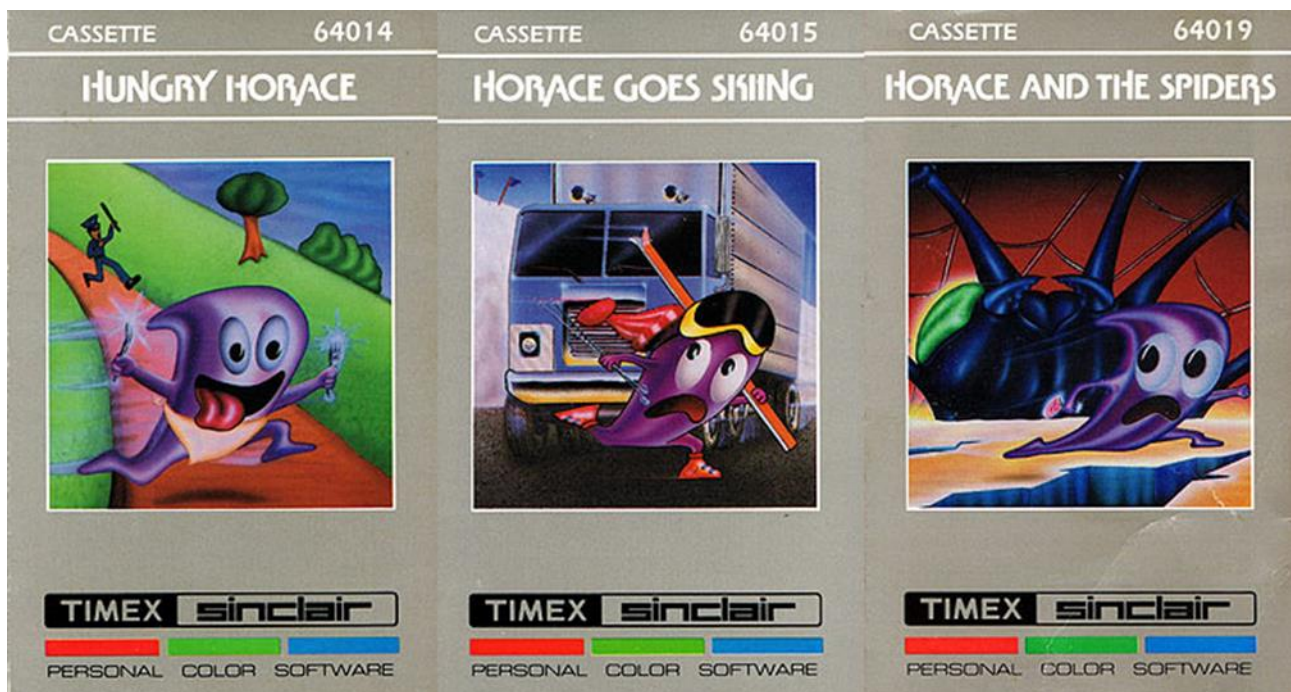 CASSETTE 64014
HUNGRY HORACE
TIMEX sinclair
PERSONAL COLOR SOFTWARE
CASSETTE 64015
HORACE GOES SKIING
TIMEX sinclair
PERSONAL COLOR SOFTWARE
CASSETTE 64019
HORACE AND THE SPIDERS
TIMEX sinclair
PERSONAL COLOR SOFTWARE